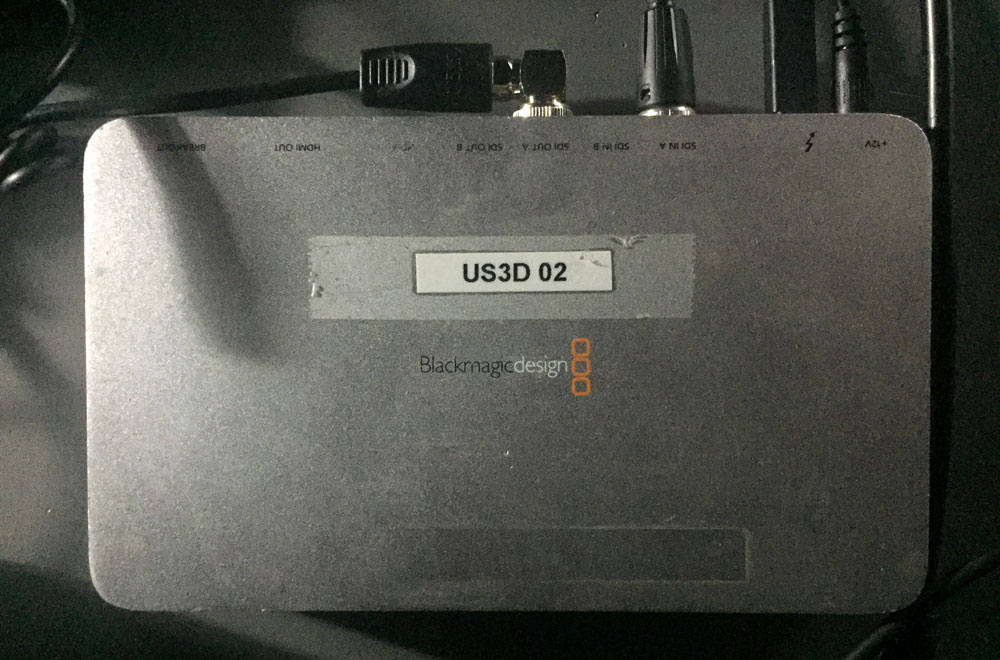 BREAKOUT
HDMI OUT
SDI OUT B
SDI OUT A
SDI IN B
SDI IN A
+12V
US3D 02
Blackmagicdesign